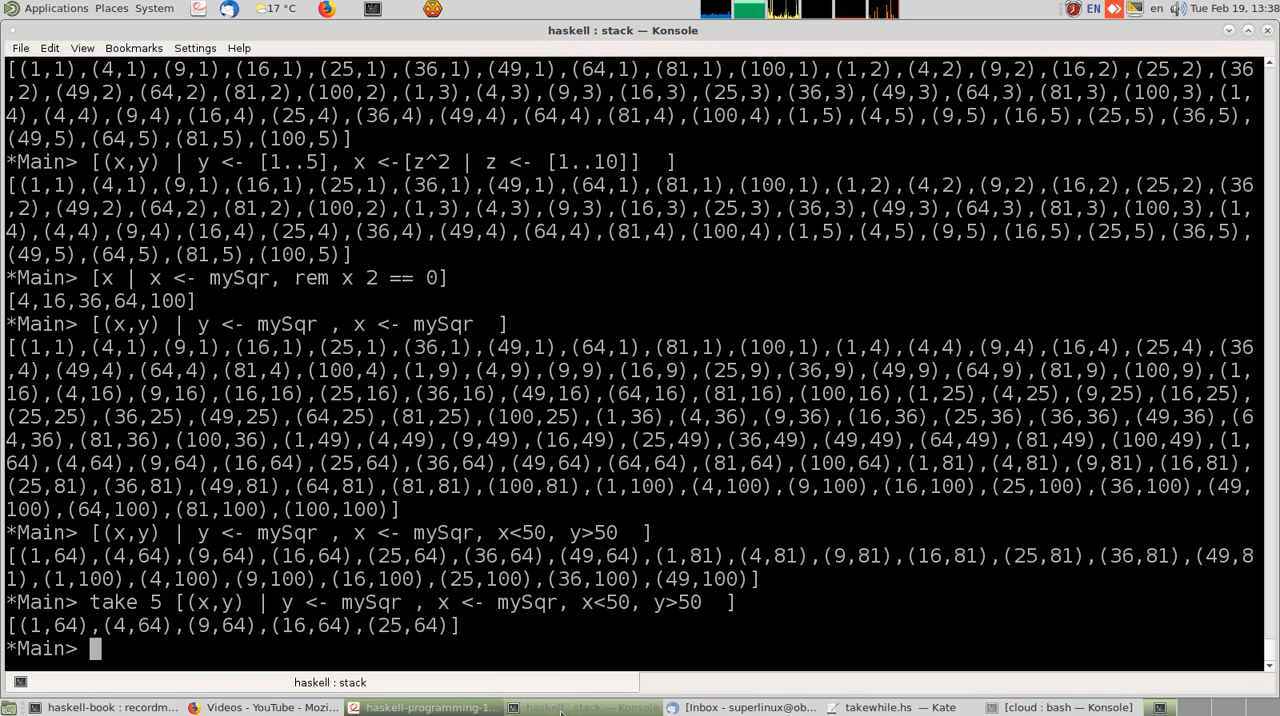 Applications Places System 17 °C EN en Tue Feb 19, 13:38
haskell : stack — Konsole
File Edit View Bookmarks Settings Help
[(1,1),(4,1),(9,1),(16,1),(25,1),(36,1),(49,1),(64,1),(81,1),(100,1),(1,2),(4,2),(9,2),(16,2),(25,2),(36
,2),(49,2),(64,2),(81,2),(100,2),(1,3),(4,3),(9,3),(16,3),(25,3),(36,3),(49,3),(64,3),(81,3),(100,3),(1,
4),(4,4),(9,4),(16,4),(25,4),(36,4),(49,4),(64,4),(81,4),(100,4),(1,5),(4,5),(9,5),(16,5),(25,5),(36,5),
(49,5),(64,5),(81,5),(100,5)]
*Main> [(x,y) | y <- [1..5], x <-[z^2 | z <- [1..10]]  ]
[(1,1),(4,1),(9,1),(16,1),(25,1),(36,1),(49,1),(64,1),(81,1),(100,1),(1,2),(4,2),(9,2),(16,2),(25,2),(36
,2),(49,2),(64,2),(81,2),(100,2),(1,3),(4,3),(9,3),(16,3),(25,3),(36,3),(49,3),(64,3),(81,3),(100,3),(1,
4),(4,4),(9,4),(16,4),(25,4),(36,4),(49,4),(64,4),(81,4),(100,4),(1,5),(4,5),(9,5),(16,5),(25,5),(36,5),
(49,5),(64,5),(81,5),(100,5)]
*Main> [x | x <- mySqr, rem x 2 == 0]
[4,16,36,64,100]
*Main> [(x,y) | y <- mySqr , x <- mySqr  ]
[(1,1),(4,1),(9,1),(16,1),(25,1),(36,1),(49,1),(64,1),(81,1),(100,1),(1,4),(4,4),(9,4),(16,4),(25,4),(36
,4),(49,4),(64,4),(81,4),(100,4),(1,9),(4,9),(9,9),(16,9),(25,9),(36,9),(49,9),(64,9),(81,9),(100,9),(1,
16),(4,16),(9,16),(16,16),(25,16),(36,16),(49,16),(64,16),(81,16),(100,16),(1,25),(4,25),(9,25),(16,25),
(25,25),(36,25),(49,25),(64,25),(81,25),(100,25),(1,36),(4,36),(9,36),(16,36),(25,36),(36,36),(49,36),(6
4,36),(81,36),(100,36),(1,49),(4,49),(9,49),(16,49),(25,49),(36,49),(49,49),(64,49),(81,49),(100,49),(1,
64),(4,64),(9,64),(16,64),(25,64),(36,64),(49,64),(64,64),(81,64),(100,64),(1,81),(4,81),(9,81),(16,81),
(25,81),(36,81),(49,81),(64,81),(81,81),(100,81),(1,100),(4,100),(9,100),(16,100),(25,100),(36,100),(49,
100),(64,100),(81,100),(100,100)]
*Main> [(x,y) | y <- mySqr , x <- mySqr, x<50, y>50  ]
[(1,64),(4,64),(9,64),(16,64),(25,64),(36,64),(49,64),(1,81),(4,81),(9,81),(16,81),(25,81),(36,81),(49,8
1),(1,100),(4,100),(9,100),(16,100),(25,100),(36,100),(49,100)]
*Main> take 5 [(x,y) | y <- mySqr , x <- mySqr, x<50, y>50  ]
[(1,64),(4,64),(9,64),(16,64),(25,64)]
*Main>
haskell : stack
haskell-book : recordm... Videos - YouTube - Mozi... haskell-programming-1... haskell : stack — Konsole [Inbox - superlinux@ob... takewhile.hs — Kate [cloud : bash — Konsole]